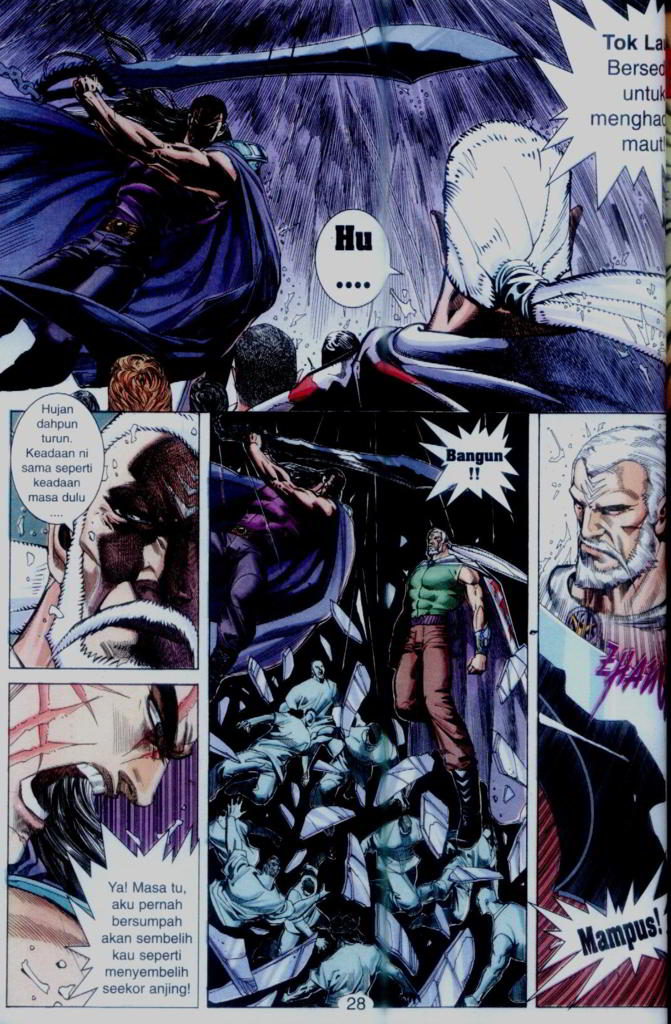 Tok La
Bersed
untuk
menghad
maut
Hu
....
Hujan
dahpun
turun.
Keadaan ni
sama seperti
keadaan
masa dulu
....
Bangun
!!
Ya! Masa tu,
aku pernah
bersumpah
akan sembelih
kau seperti
menyembelih
seekor anjing!
Mampus!
28